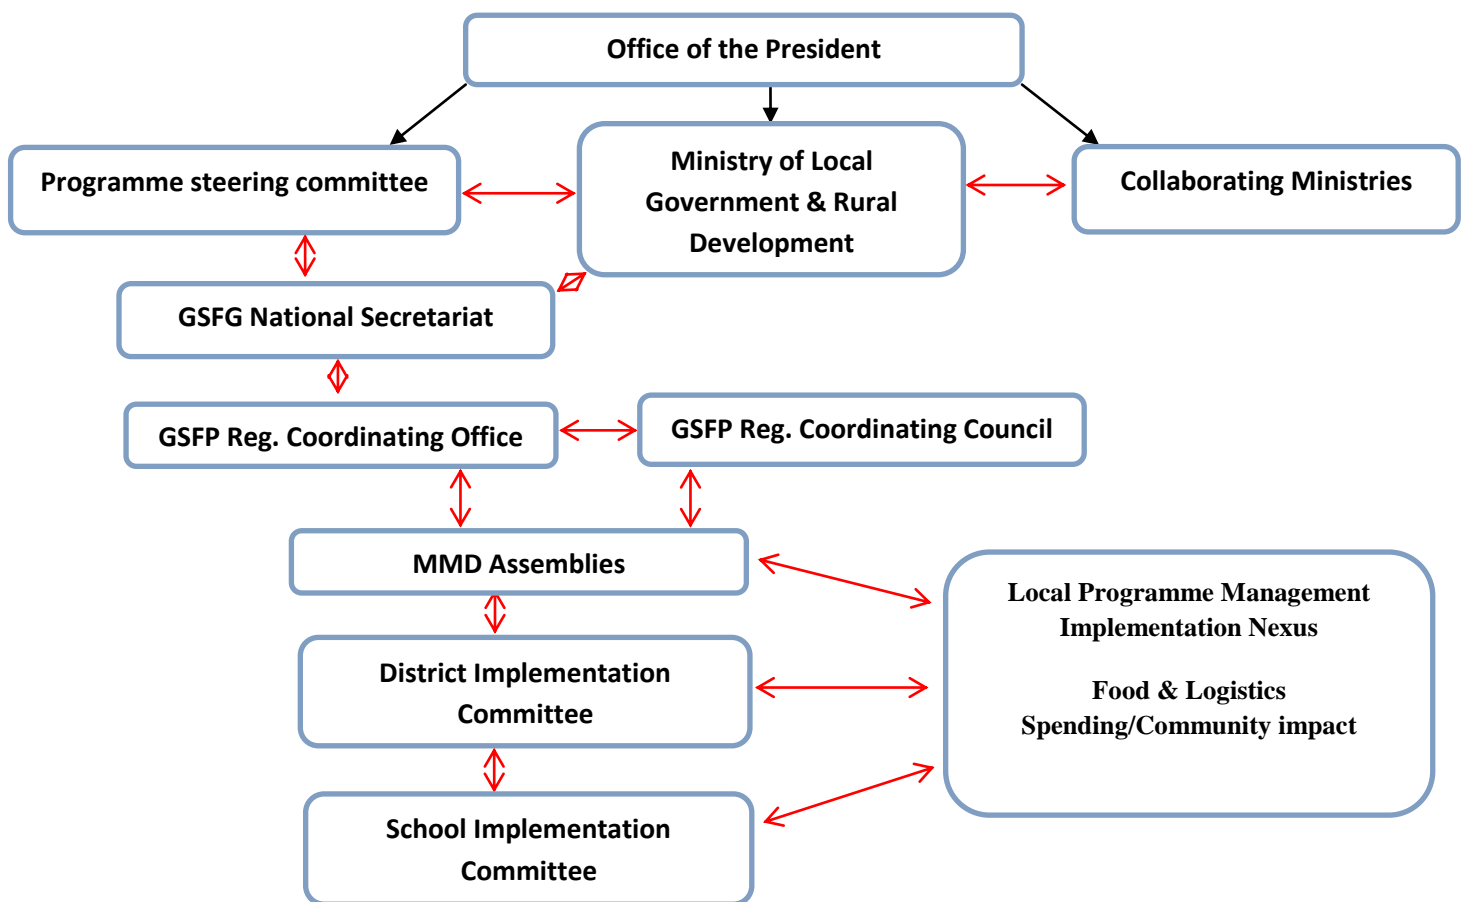 Office of the President
Programme steering committee
Ministry of Local
Government & Rural
Development
Collaborating Ministries
GSFG National Secretariat
GSFP Reg. Coordinating Office
GSFP Reg. Coordinating Council
MMD Assemblies
Local Programme Management
Implementation Nexus
Food & Logistics
Spending/Community impact
District Implementation
Committee
School Implementation
Committee